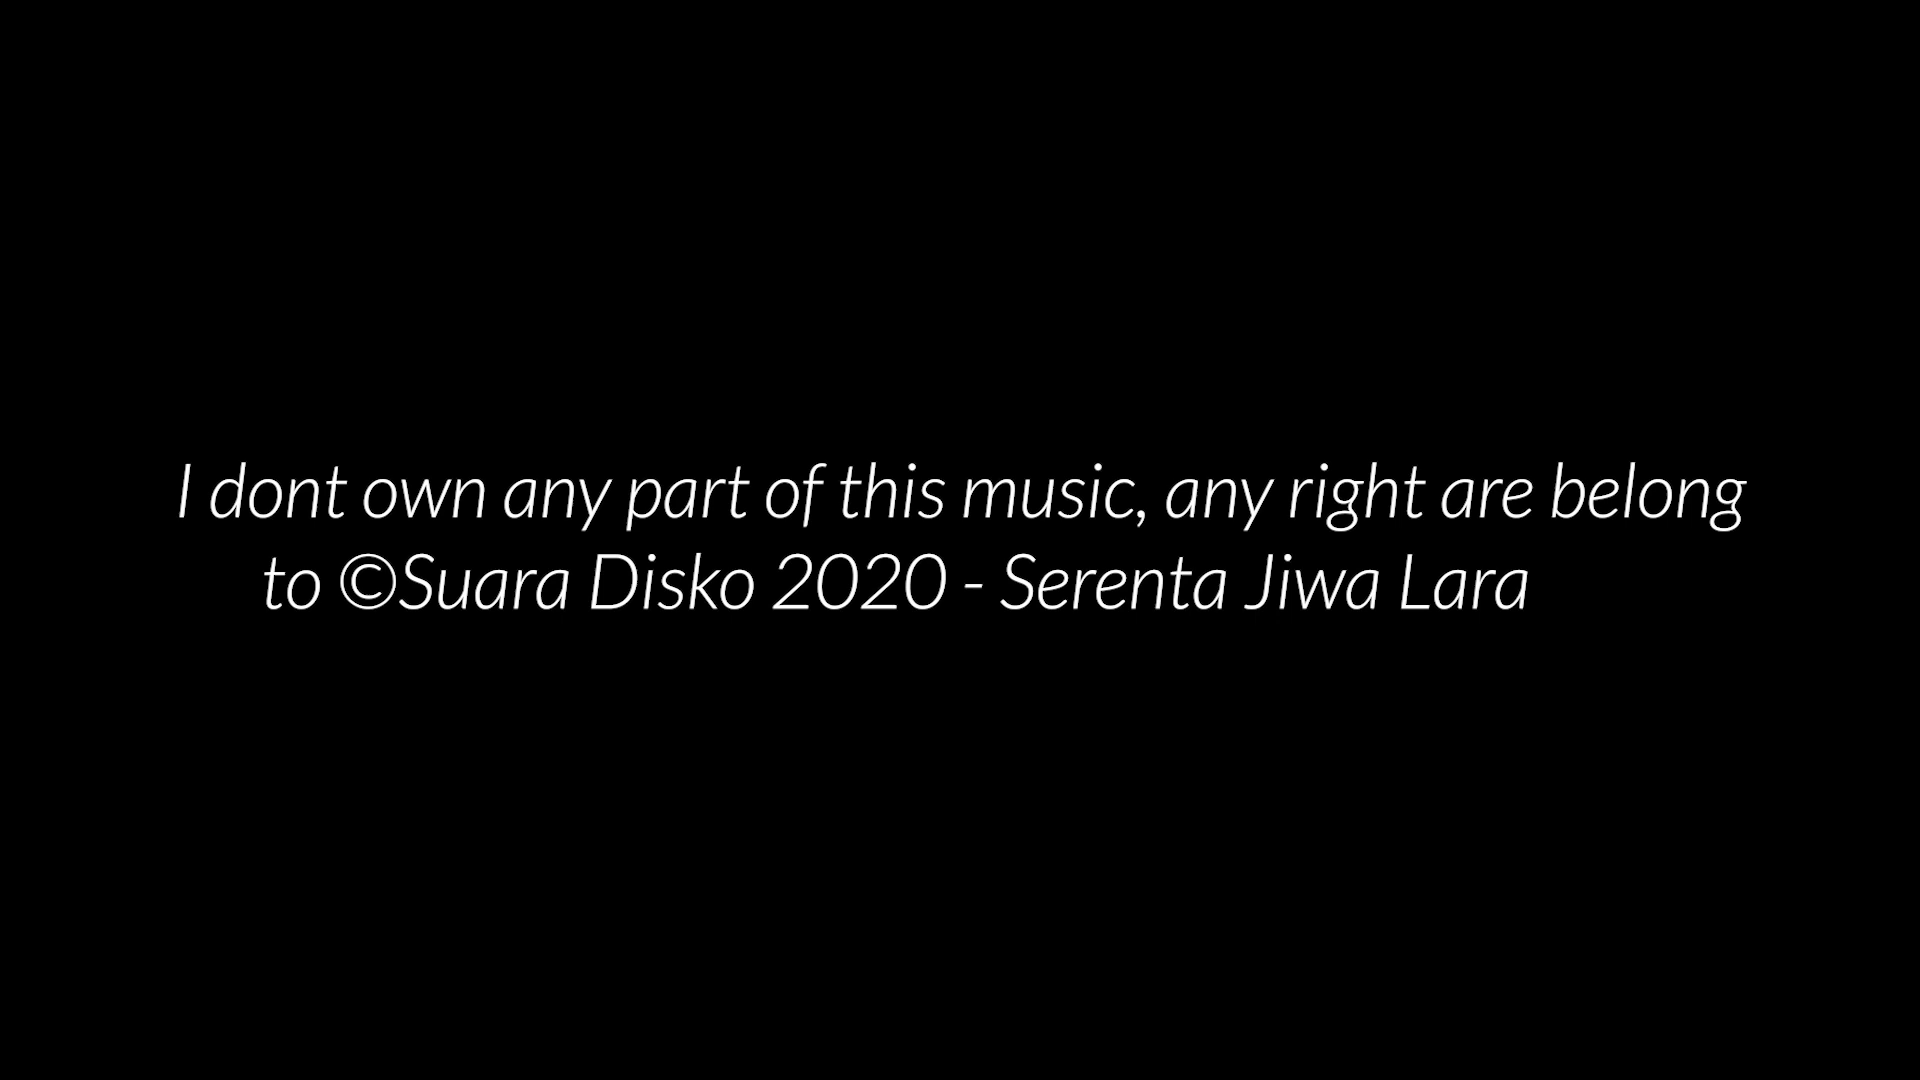 I dont own any part of this music, any right are belong
to ©Suara Disko 2020 - Serenta Jiwa Lara